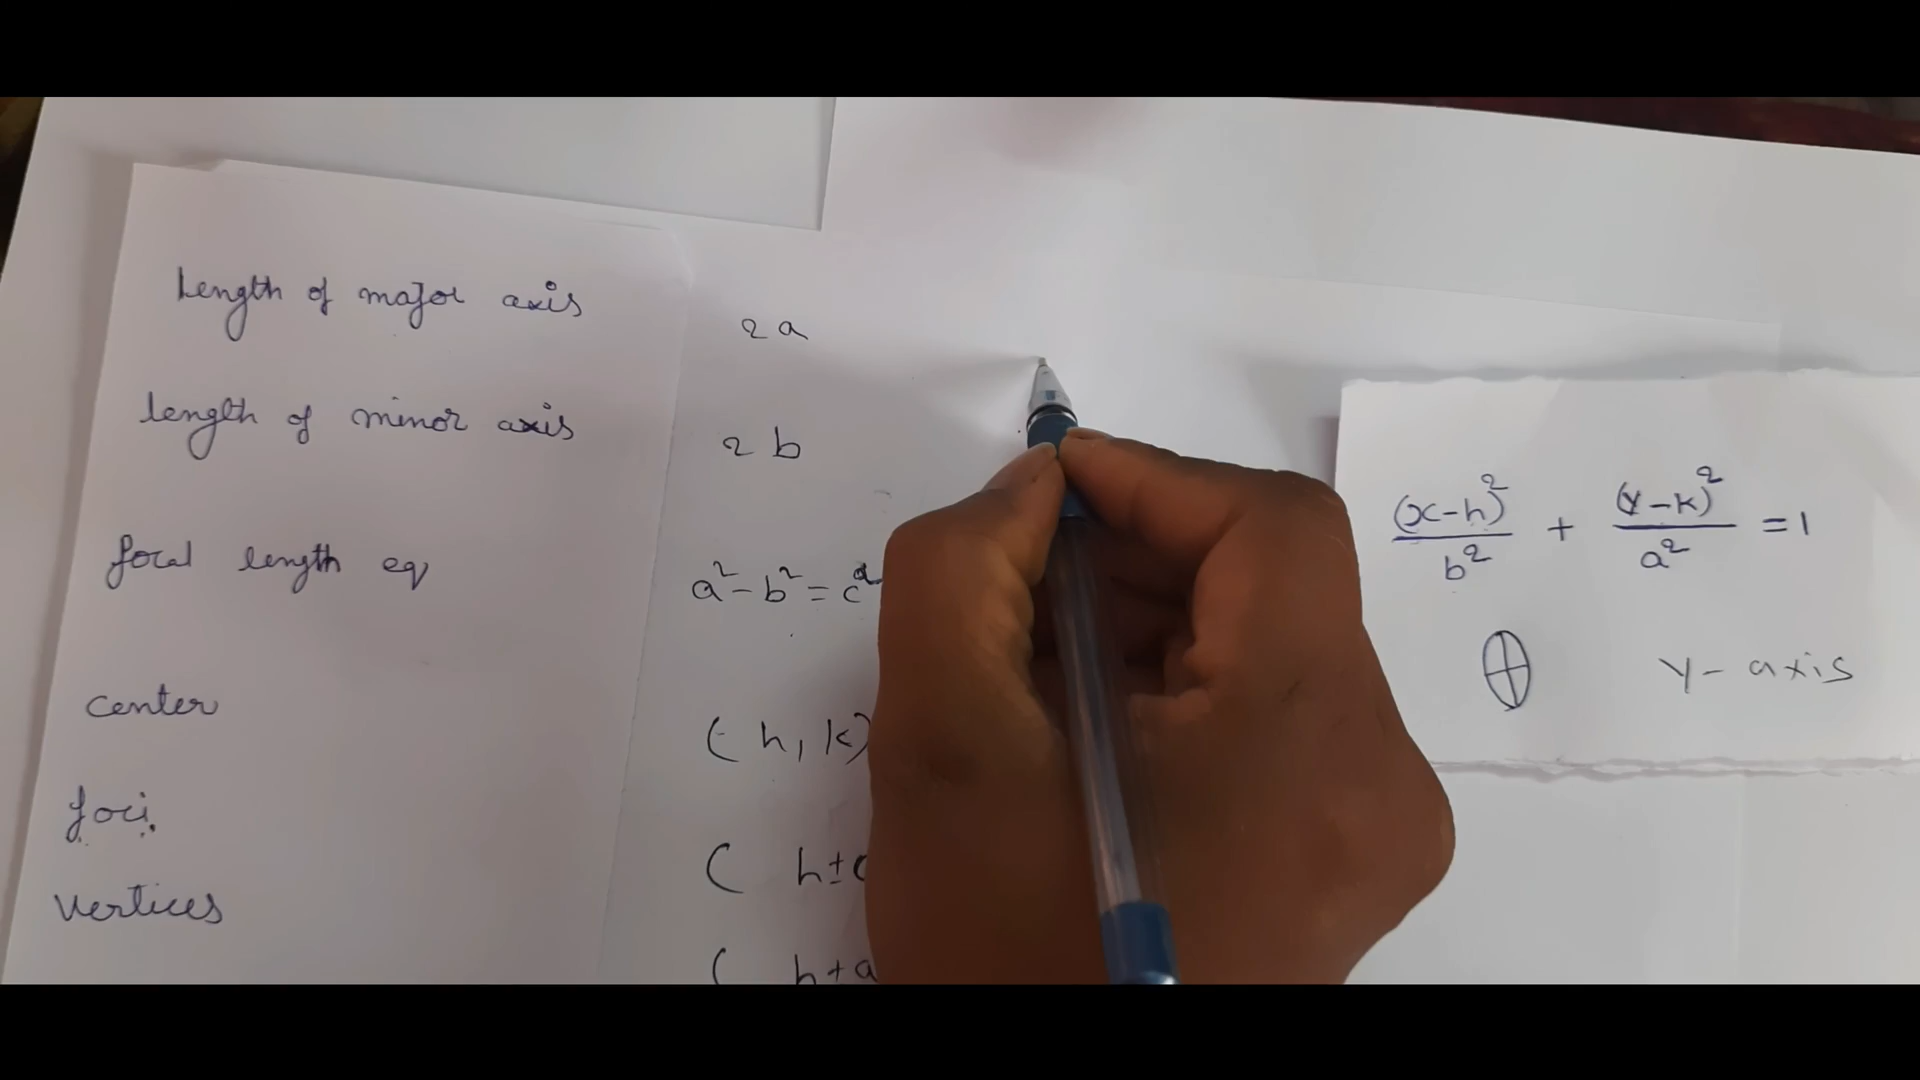 Length of major axis
2a
length of minor axis
2b
focal length eq
a² - b² = c²
center
(h, k)
foci
( h±c
vertices
( h+a
(x-h)²/b² + (y-k)²/a² = 1
Y-axis